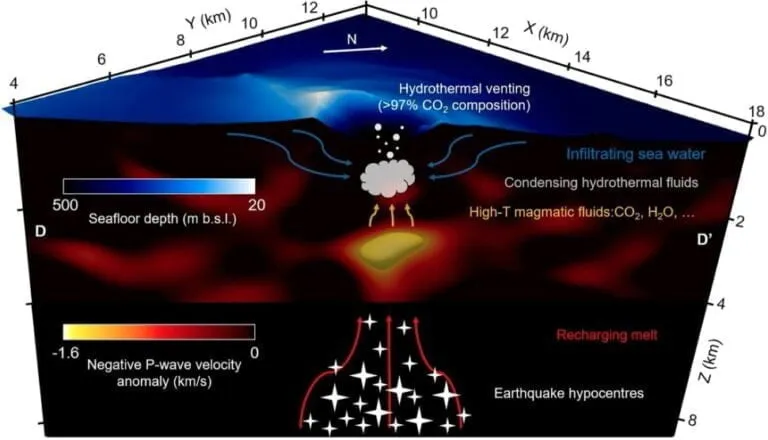 Y (km)
4
6
8
10
12
N
10
12
14
16
18
X (km)
0
2
4
8
Z (km)
Hydrothermal venting
(>97% CO₂ composition)
Infiltrating sea water
Condensing hydrothermal fluids
High-T magmatic fluids:CO₂, H₂O, ...
500
20
Seafloor depth (m b.s.l.)
D
D'
-1.6
0
Negative P-wave velocity
anomaly (km/s)
Recharging melt
Earthquake hypocentres